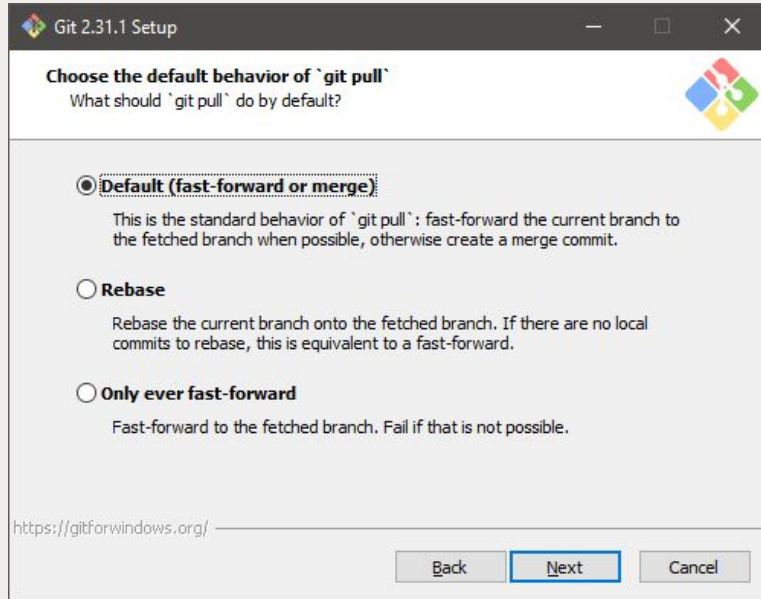 Git 2.31.1 Setup
Choose the default behavior of `git pull`
What should `git pull` do by default?
Default (fast-forward or merge)
This is the standard behavior of `git pull`: fast-forward the current branch to
the fetched branch when possible, otherwise create a merge commit.
Rebase
Rebase the current branch onto the fetched branch. If there are no local
commits to rebase, this is equivalent to a fast-forward.
Only ever fast-forward
Fast-forward to the fetched branch. Fail if that is not possible.
https://gitforwindows.org/
Back Next Cancel